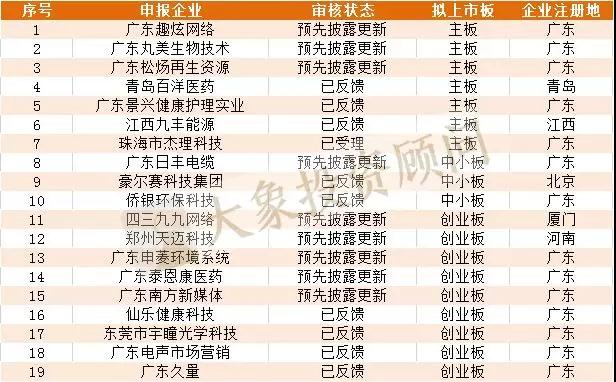 序号 申报企业 审核状态 拟上市板 企业注册地
1 广东趣炫网络 预先披露更新 主板 广东
2 广东丸美生物技术 预先披露更新 主板 广东
3 广东松炀再生资源 预先披露更新 主板 广东
4 青岛百洋医药 已反馈 主板 青岛
5 广东景兴健康护理实业 已反馈 主板 广东
6 江西九丰能源 已反馈 主板 江西
7 珠海市杰理科技 已受理 主板 广东
8 广东日丰电缆 预先披露更新 中小板 广东
9 豪尔赛科技集团 已反馈 中小板 北京
10 侨银环保科技 已反馈 中小板 广东
11 四三九九网络 预先披露更新 创业板 厦门
12 郑州天迈科技 预先披露更新 创业板 河南
13 广东申菱环境系统 预先披露更新 创业板 广东
14 广东泰恩康医药 预先披露更新 创业板 广东
15 广东南方新媒体 预先披露更新 创业板 广东
16 仙乐健康科技 已反馈 创业板 广东
17 东莞市宇瞳光学科技 已反馈 创业板 广东
18 广东电声市场营销 已反馈 创业板 广东
19 广东久量 已反馈 创业板 广东
大象投资顾问